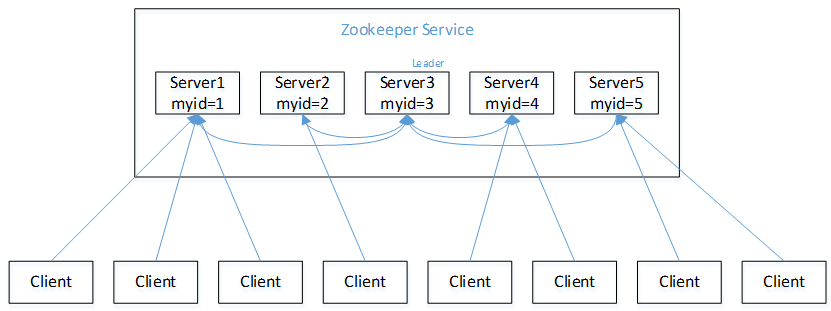 Zookeeper Service
Leader
Server1
myid=1
Server2
myid=2
Server3
myid=3
Server4
myid=4
Server5
myid=5
Client
Client
Client
Client
Client
Client
Client
Client